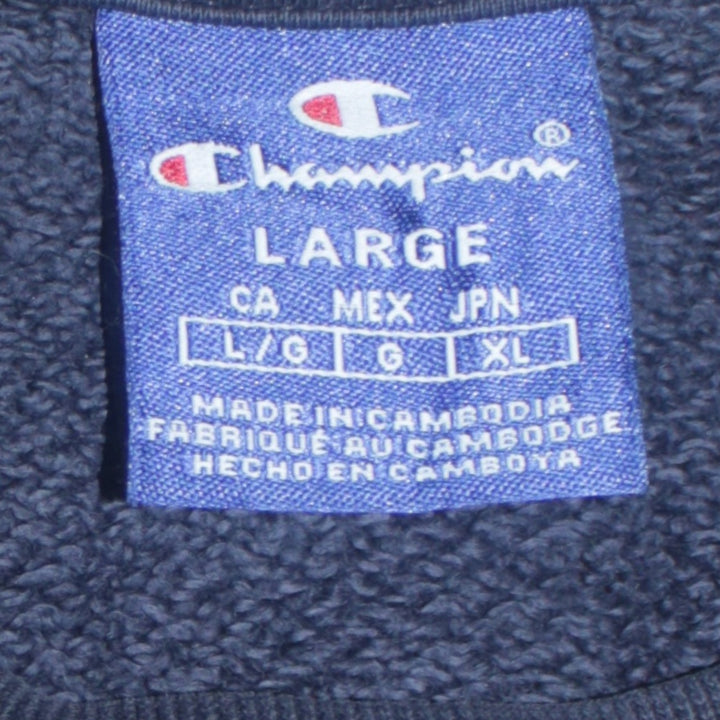 Champion®
LARGE
CA MEX JPN
L/G G XL
MADE IN CAMBODIA
FABRIQUÉ AU CAMBODGE
HECHO EN CAMBOYA